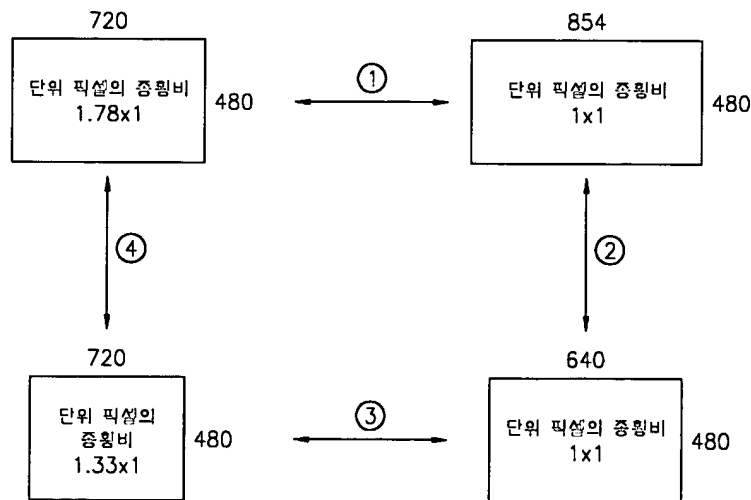 720
단위 픽셀의 종횡비
1.78x1
480
①
854
단위 픽셀의 종횡비
1x1
480
④
②
720
단위 픽셀의
종횡비
1.33x1
480
③
640
단위 픽셀의 종횡비
1x1
480